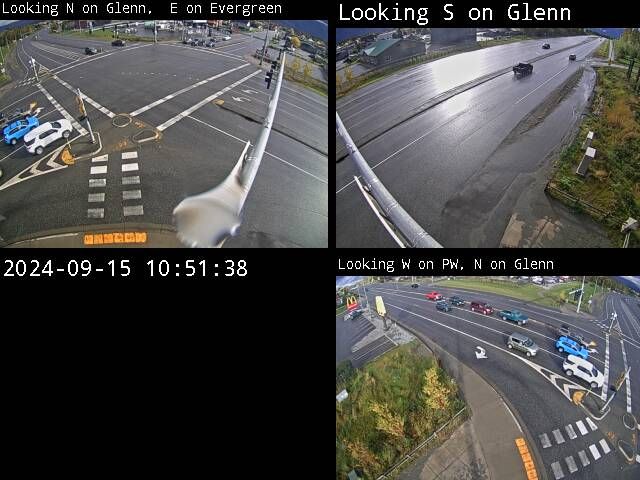 Looking N on Glenn,  E on Evergreen
Looking S on Glenn
2024-09-15 10:51:38
Looking W on PW, N on Glenn